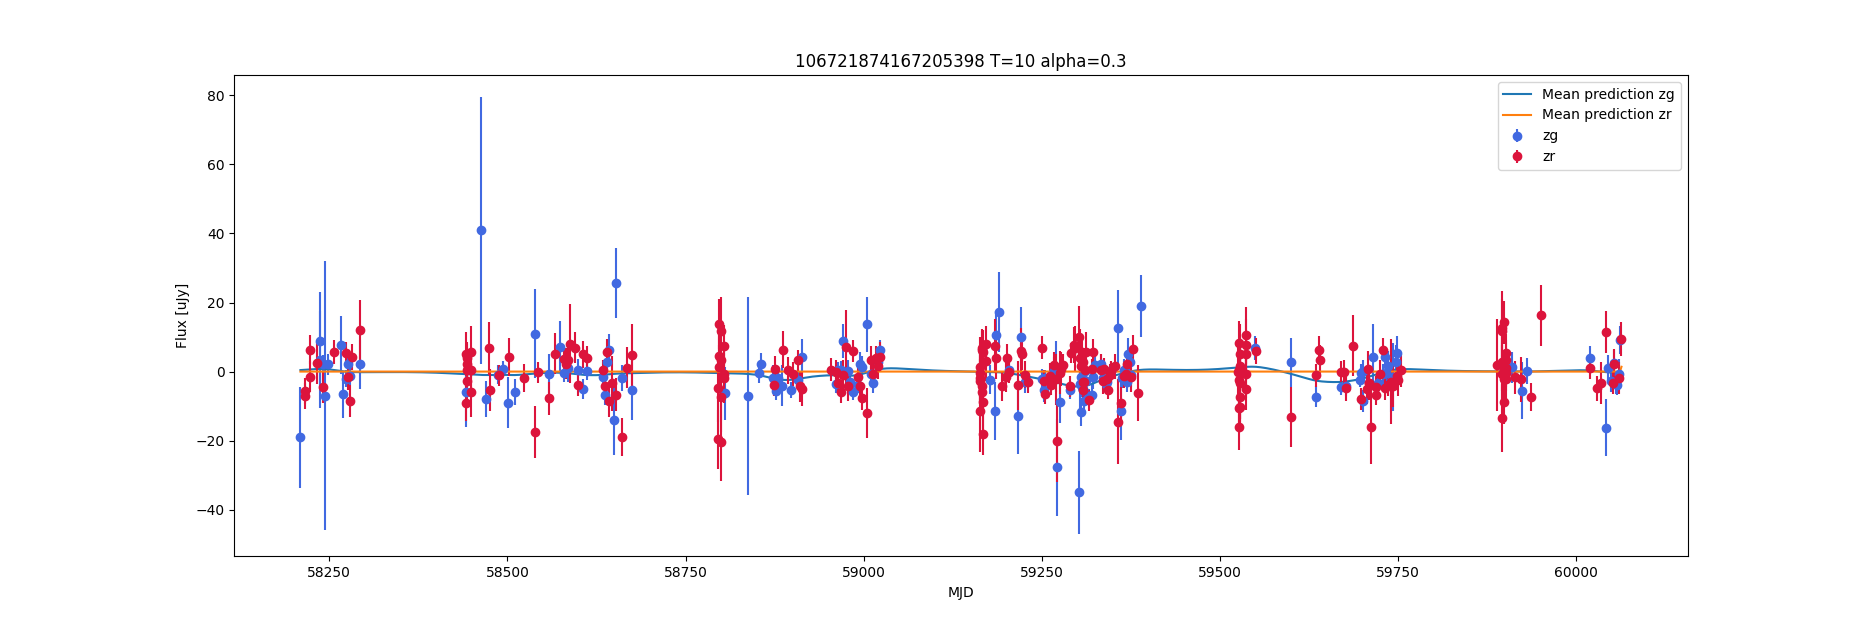 106721874167205398 T=10 alpha=0.3
Mean prediction zg
Mean prediction zr
zg
zr
80
60
40
20
0
−20
−40
Flux [uJy]
58250 58500 58750 59000 59250 59500 59750 60000
MJD